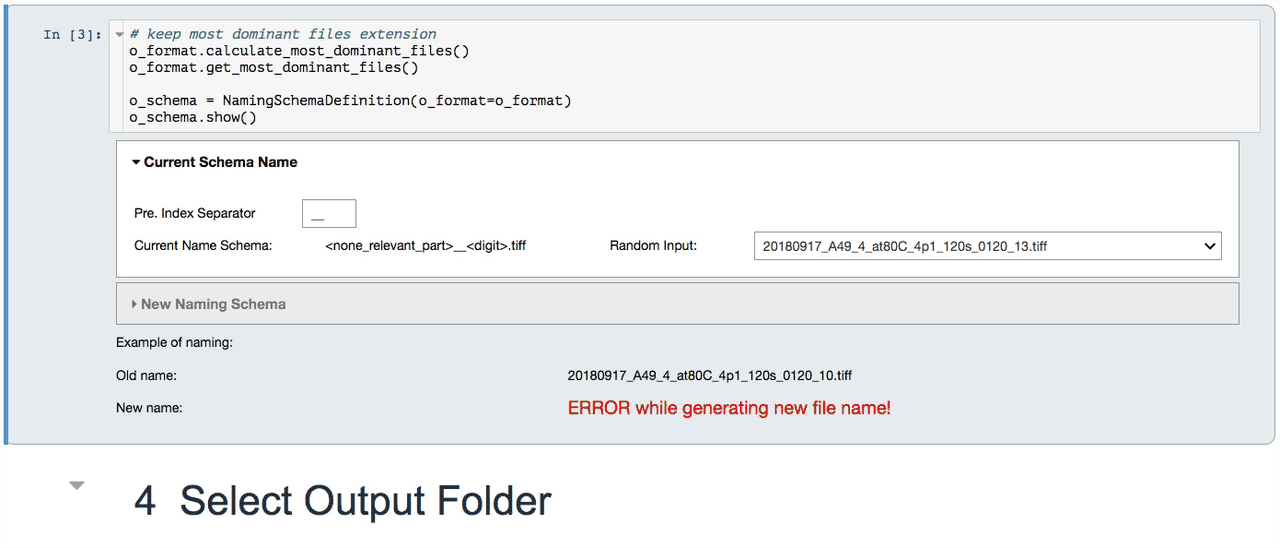 In [3]:
# keep most dominant files extension
o_format.calculate_most_dominant_files()
o_format.get_most_dominant_files()
o_schema = NamingSchemaDefinition(o_format=o_format)
o_schema.show()
Current Schema Name
Pre. Index Separator __
Current Name Schema: <none_relevant_part>__<digit>.tiff Random Input: 20180917_A49_4_at80C_4p1_120s_0120_13.tiff
New Naming Schema
Example of naming:
Old name: 20180917_A49_4_at80C_4p1_120s_0120_10.tiff
New name: ERROR while generating new file name!
4 Select Output Folder